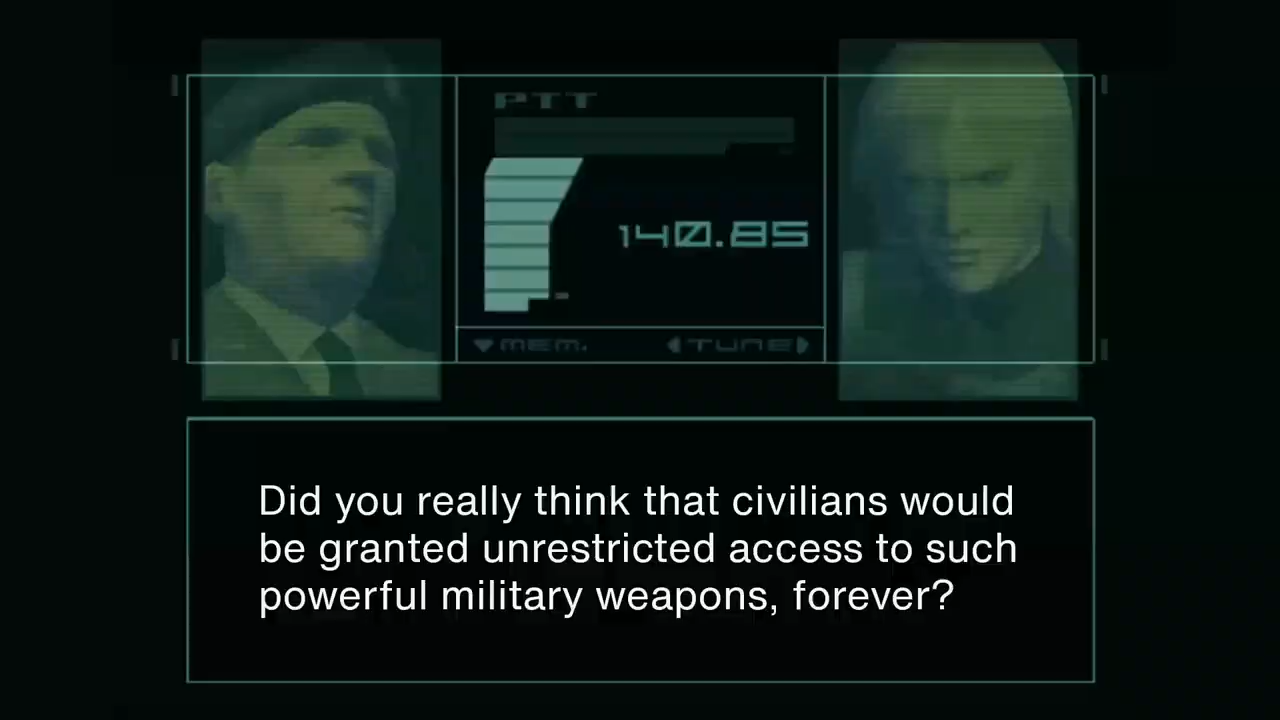 PTT
140.85
MEM. TUNE
Did you really think that civilians would
be granted unrestricted access to such
powerful military weapons, forever?